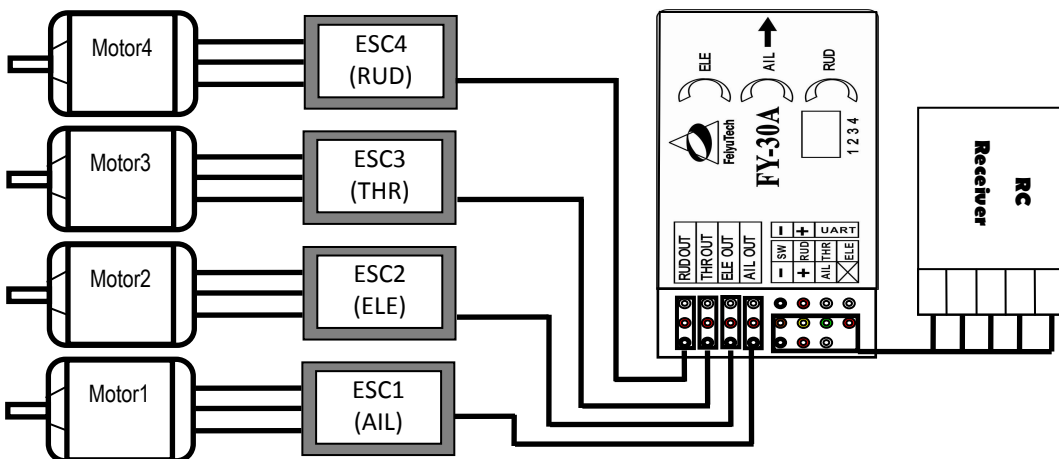 Motor4
ESC4
(RUD)
Motor3
ESC3
(THR)
Motor2
ESC2
(ELE)
Motor1
ESC1
(AIL)
ELE
AIL
RUD
FeiyuTech
FY-30A
1 2 3 4
RUD OUT
THR OUT
ELE OUT
AIL OUT
- + UART
SW RUD THR ELE
- + AIL
RC
Receiver